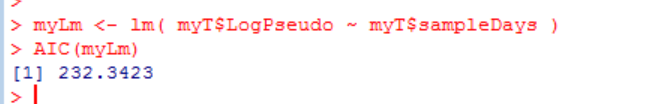 >
> myLm <- lm( myT$LogPseudo ~ myT$sampleDays )
> AIC(myLm)
[1] 232.3423
>